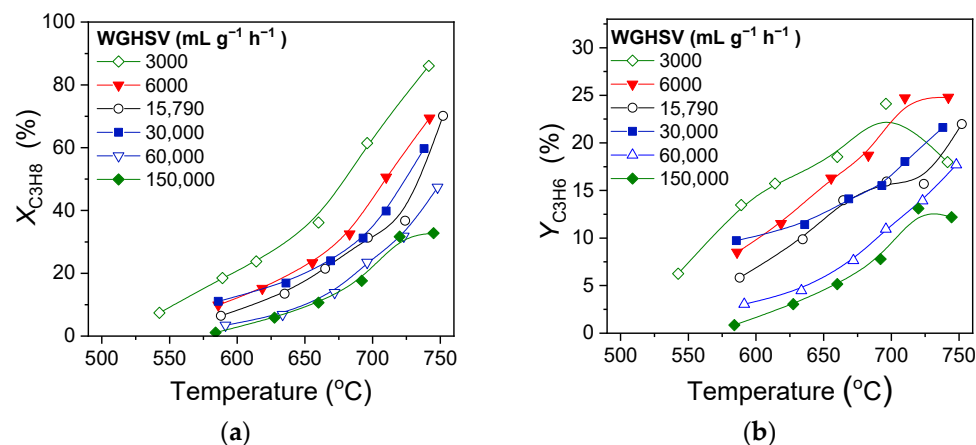 100
80
60
40
20
0
X_C3H8 (%)
WGHSV (mL g⁻¹ h⁻¹ )
3000
6000
15,790
30,000
60,000
150,000
500 550 600 650 700 750
Temperature (°C)
(a)
30
25
20
15
10
5
0
Y_C3H6 (%)
WGHSV (mL g⁻¹ h⁻¹ )
3000
6000
15,790
30,000
60,000
150,000
500 550 600 650 700 750
Temperature (°C)
(b)